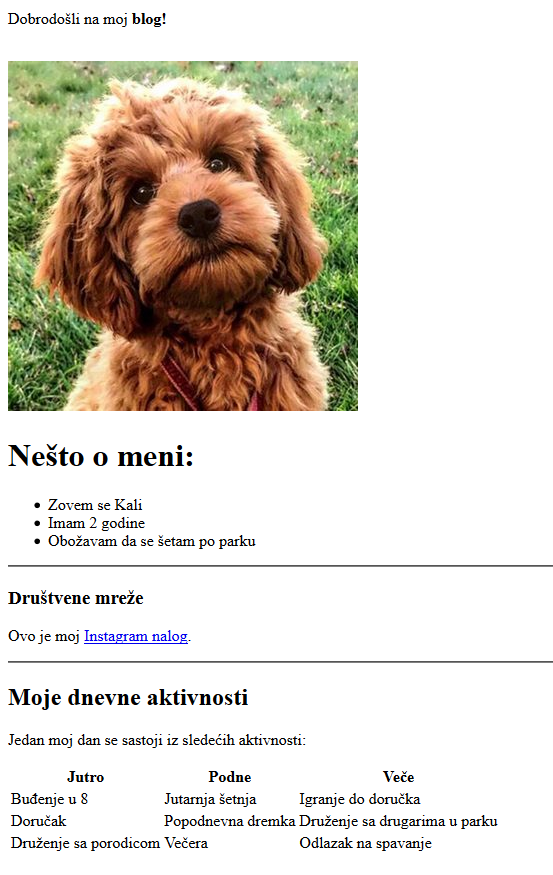 Dobrodošli na moj blog!
Nešto o meni:
Zovem se Kali
Imam 2 godine
Obožavam da se šetam po parku
Društvene mreže
Ovo je moj Instagram nalog.
Moje dnevne aktivnosti
Jedan moj dan se sastoji iz sledećih aktivnosti:
Jutro Podne Veče
Buđenje u 8 Jutarnja šetnja Igranje do doručka
Doručak Popodnevna dremka Druženje sa drugarima u parku
Druženje sa porodicom Večera Odlazak na spavanje